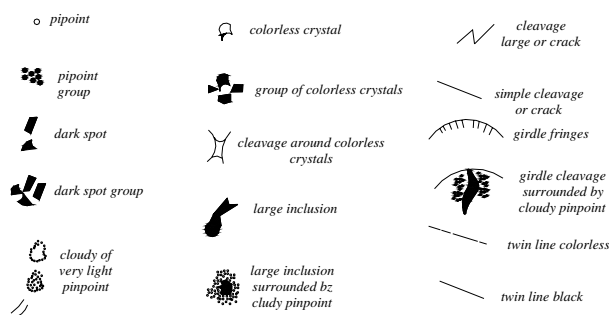 pipoint
pipoint
group
dark spot
dark spot group
cloudy of
very light
pinpoint
colorless crystal
group of colorless crystals
cleavage around colorless
crystals
large inclusion
large inclusion
surrounded bz
cludy pinpoint
cleavage
large or crack
simple cleavage
or crack
girdle fringes
girdle cleavage
surrounded by
cloudy pinpoint
twin line colorless
twin line black